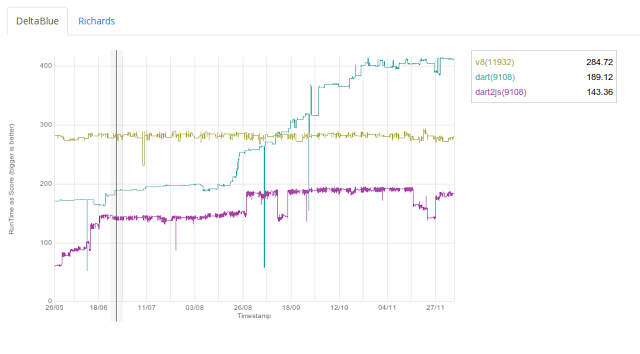 DeltaBlue Richards
RunTime as Score (bigger is better)
400
300
200
100
0
26/05 18/06 11/07 03/08 26/08 18/09 12/10 04/11 27/11
Timestamp
v8(11932) 284.72
dart(9108) 189.12
dart2js(9108) 143.36